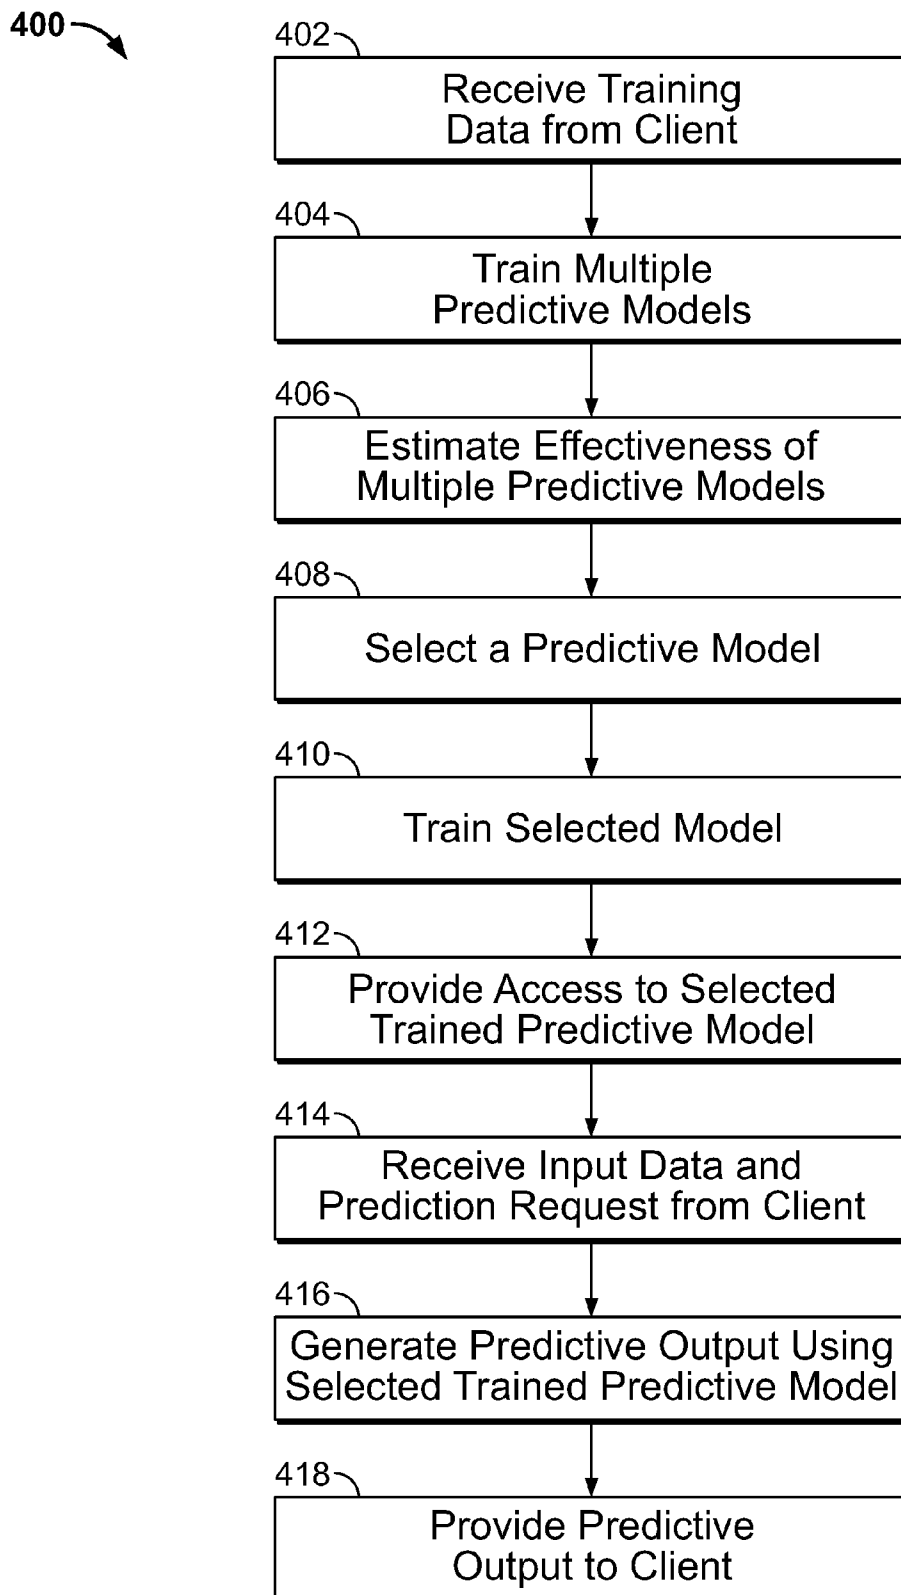 400
402
Receive Training
Data from Client
404
Train Multiple
Predictive Models
406
Estimate Effectiveness of
Multiple Predictive Models
408
Select a Predictive Model
410
Train Selected Model
412
Provide Access to Selected
Trained Predictive Model
414
Receive Input Data and
Prediction Request from Client
416
Generate Predictive Output Using
Selected Trained Predictive Model
418
Provide Predictive
Output to Client